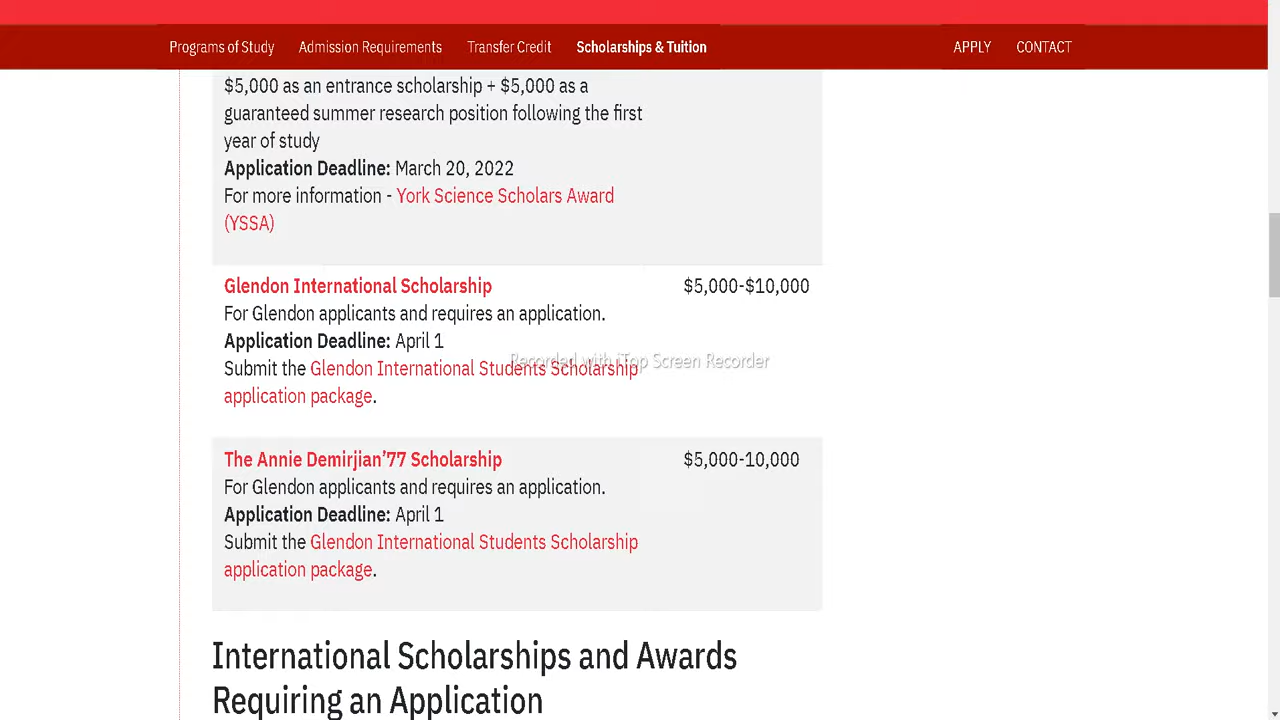 Programs of Study Admission Requirements Transfer Credit Scholarships & Tuition APPLY CONTACT
$5,000 as an entrance scholarship + $5,000 as a
guaranteed summer research position following the first
year of study
Application Deadline: March 20, 2022
For more information - York Science Scholars Award
(YSSA)
Glendon International Scholarship $5,000-$10,000
For Glendon applicants and requires an application.
Application Deadline: April 1
Recorded with iTop Screen Recorder
Submit the Glendon International Students Scholarship
application package.
The Annie Demirjian’77 Scholarship $5,000-10,000
For Glendon applicants and requires an application.
Application Deadline: April 1
Submit the Glendon International Students Scholarship
application package.
International Scholarships and Awards
Requiring an Application